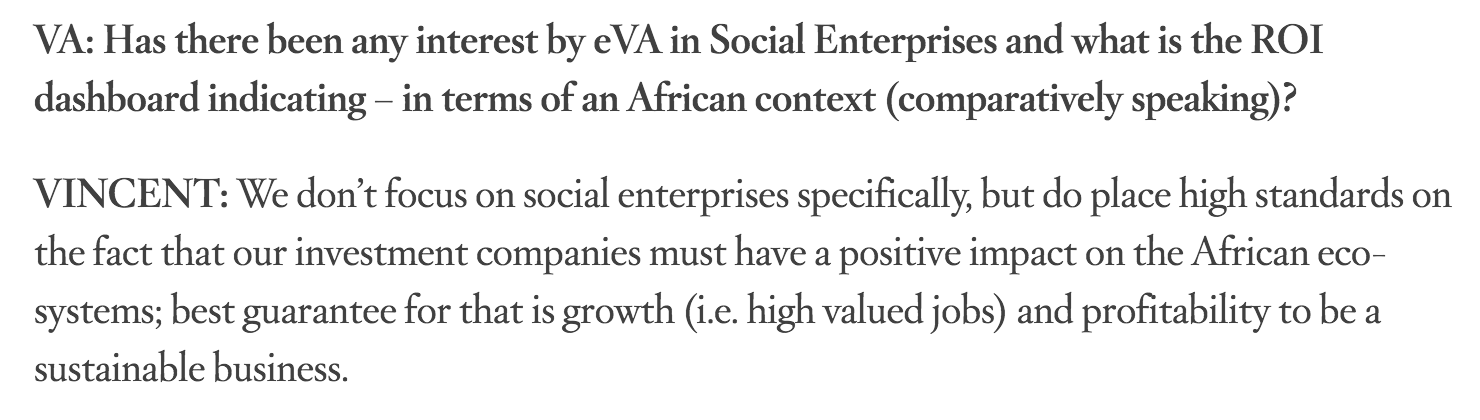 VA: Has there been any interest by eVA in Social Enterprises and what is the ROI
dashboard indicating – in terms of an African context (comparatively speaking)?
VINCENT: We don’t focus on social enterprises specifically, but do place high standards on
the fact that our investment companies must have a positive impact on the African eco-
systems; best guarantee for that is growth (i.e. high valued jobs) and profitability to be a
sustainable business.